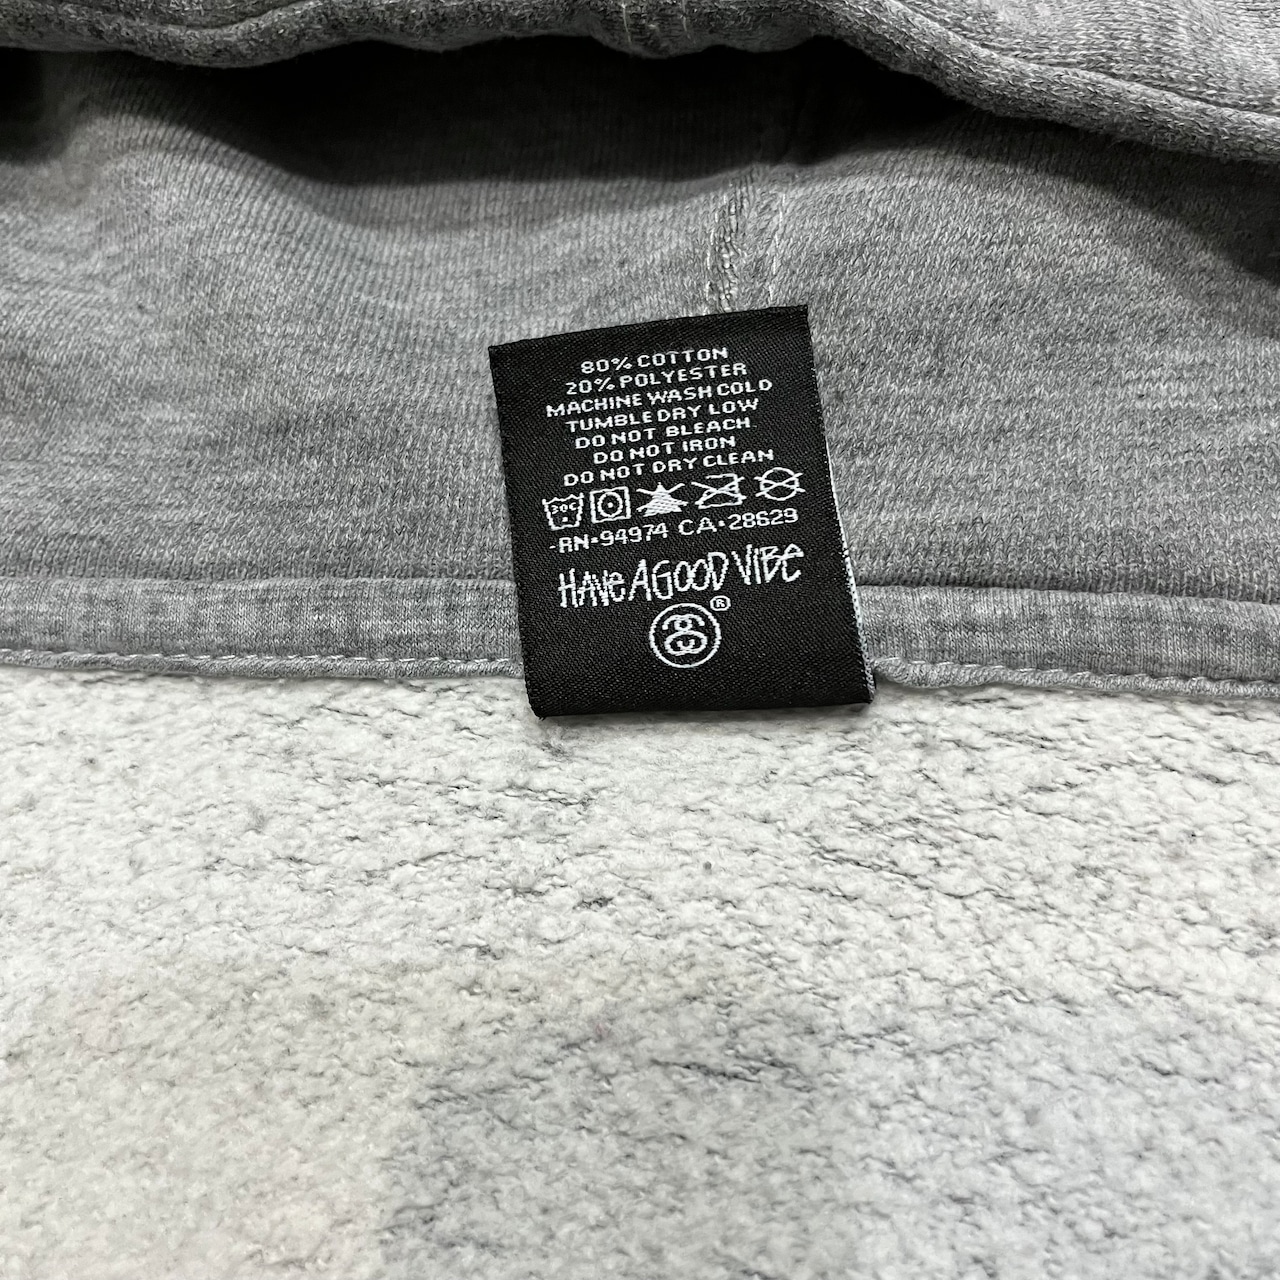 80% COTTON
20% POLYESTER
MACHINE WASH COLD
TUMBLE DRY LOW
DO NOT BLEACH
DO NOT IRON
DO NOT DRY CLEAN
30C
-RN•94974 CA•28629
HAVE A GOOD VIBE
®